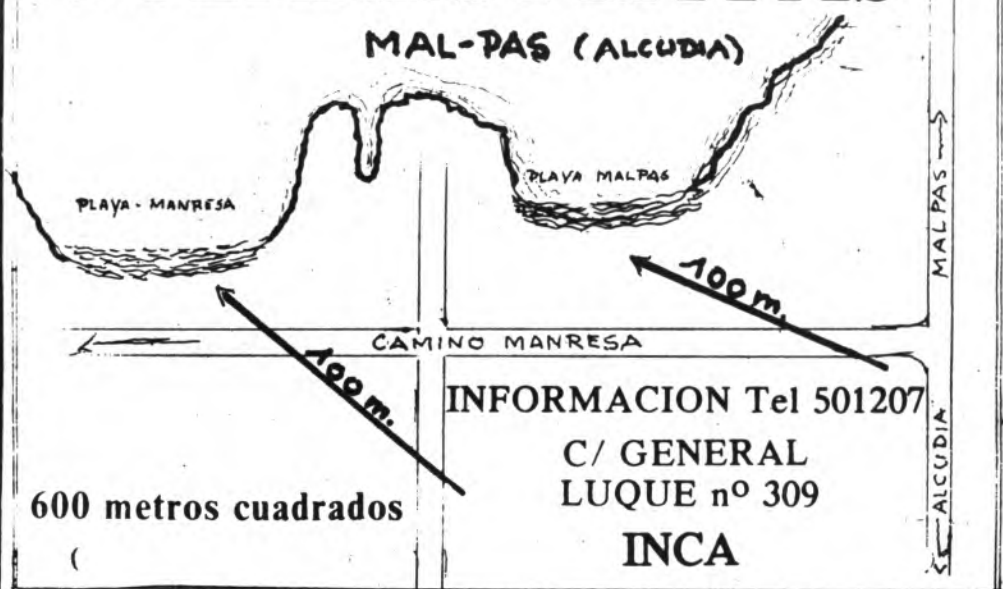 MAL-PAS (ALCUDIA)
PLAYA-MANRESA
PLAYA MALPAS
MALPAS
100 m.
CAMINO MANRESA
100 m.
INFORMACION Tel 501207
C/ GENERAL
LUQUE nº 309
INCA
ALCUDIA
600 metros cuadrados
(